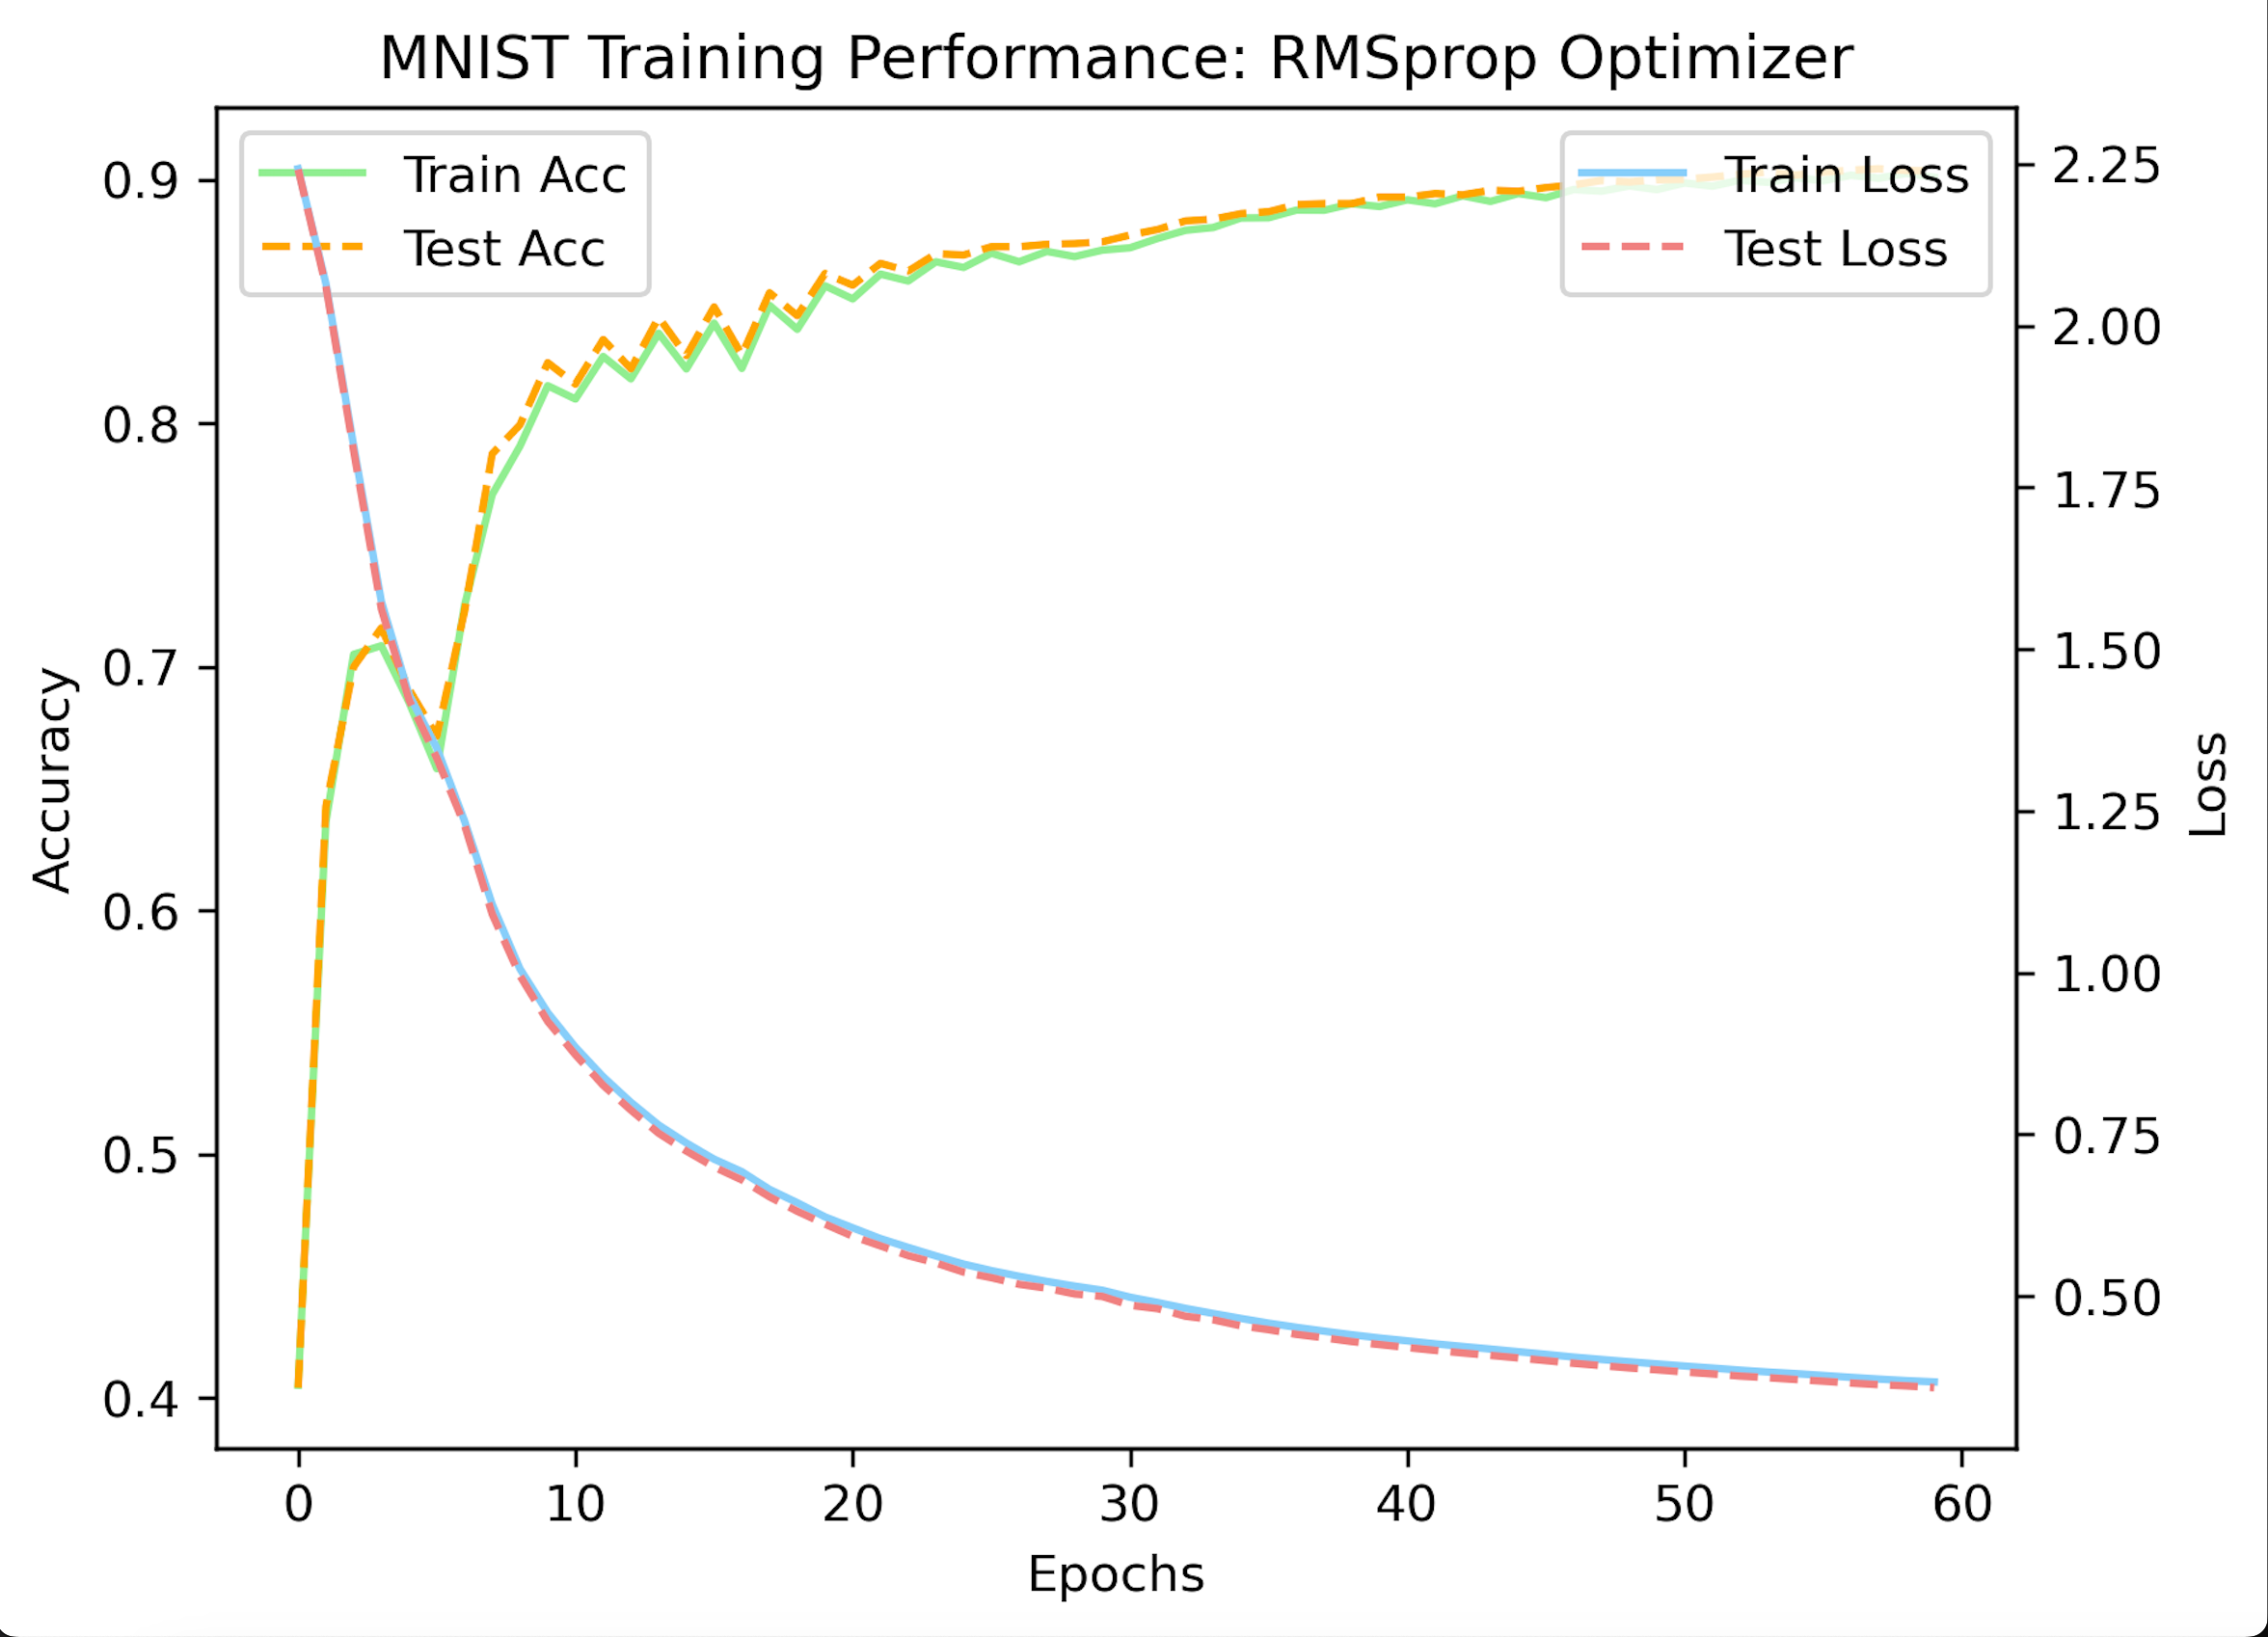 MNIST Training Performance: RMSprop Optimizer
Train Acc
Test Acc
Train Loss
Test Loss
Accuracy
0.9
0.8
0.7
0.6
0.5
0.4
2.25
2.00
1.75
1.50
1.25
1.00
0.75
0.50
Loss
0 10 20 30 40 50 60
Epochs